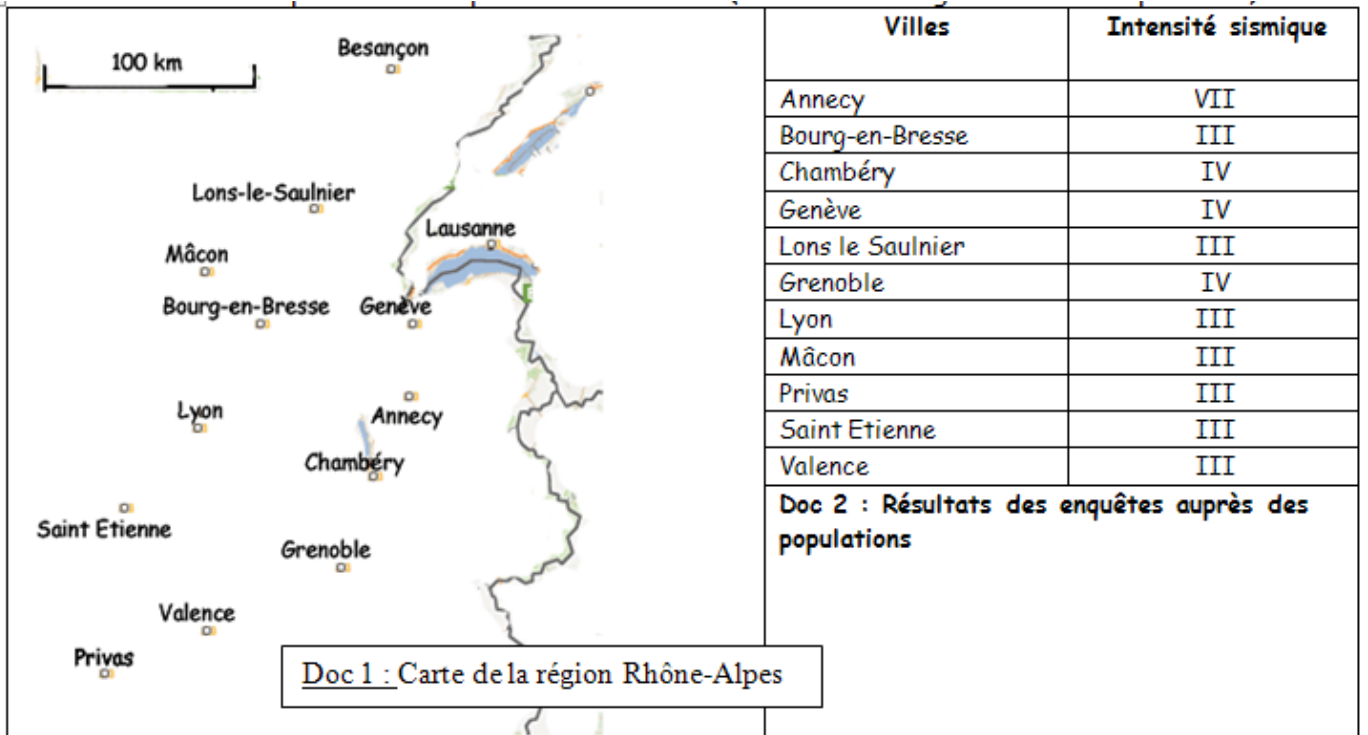 100 km
Besançon
Lons-le-Saulnier
Lausanne
Mâcon
Bourg-en-Bresse
Genève
Lyon
Annecy
Chambéry
Saint Etienne
Grenoble
Valence
Privas
Doc 1 : Carte de la région Rhône-Alpes
Villes Intensité sismique
Annecy VII
Bourg-en-Bresse III
Chambéry IV
Genève IV
Lons le Saulnier III
Grenoble IV
Lyon III
Mâcon III
Privas III
Saint Etienne III
Valence III
Doc 2 : Résultats des enquêtes auprès des
populations